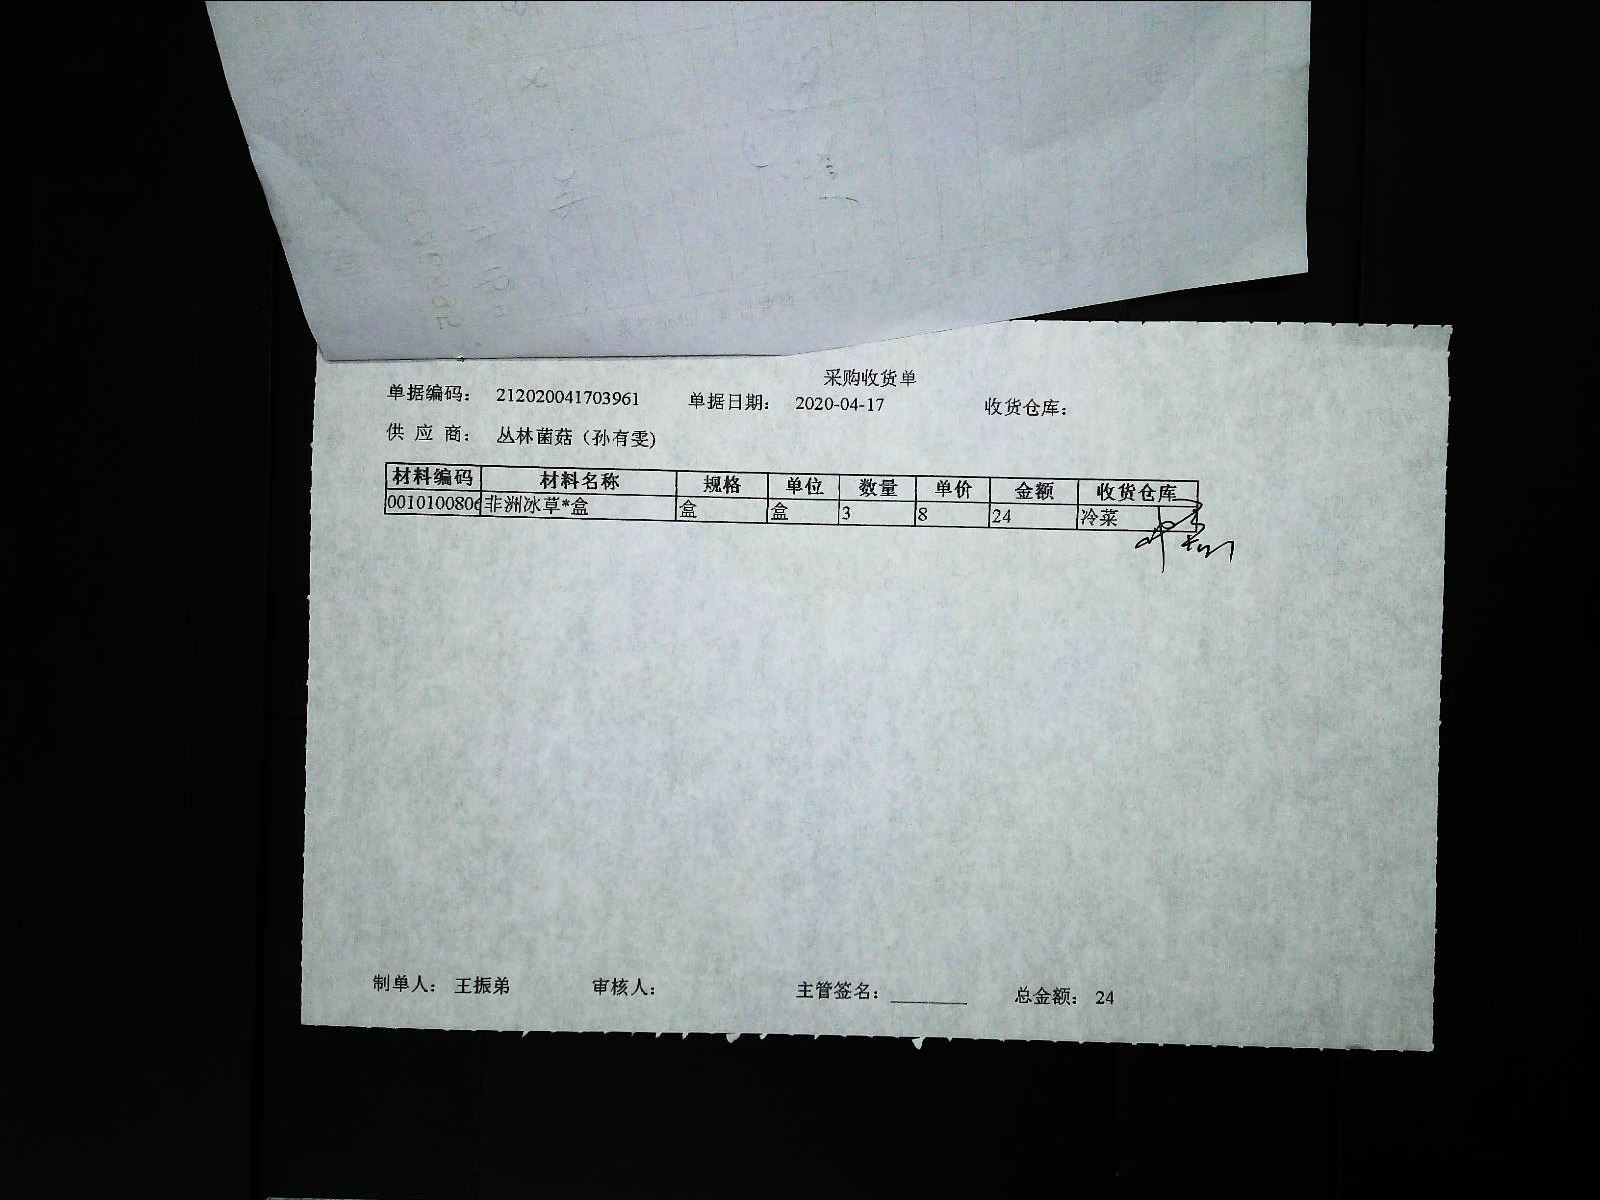 采购收货单
单据编码： 212020041703961 单据日期： 2020-04-17 收货仓库：
供 应 商： 丛林菌菇（孙有雯)
材料编码 材料名称 规格 单位 数量 单价 金额 收货仓库
0010100806 非洲冰草*盒 盒 盒 3 8 24 冷菜
制单人： 王振弟 审核人： 主管签名：________ 总金额： 24